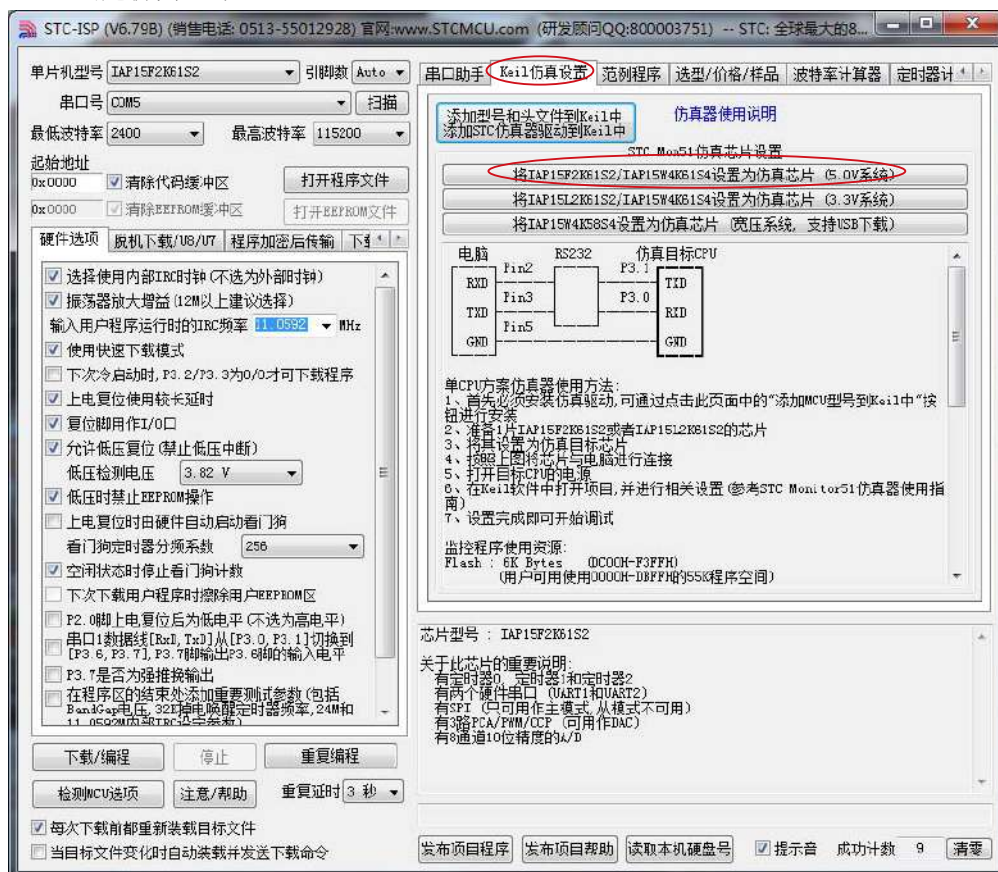 STC-ISP (V6.79B) (销售电话: 0513-55012928) 官网:www.STCMCU.com (研发顾问QQ:800003751) -- STC: 全球最大的8...
单片机型号 IAP15F2K61S2 引脚数 Auto
串口号 COM5 扫描
最低波特率 2400 最高波特率 115200
起始地址
0x0000 清除代码缓冲区 打开程序文件
0x0000 清除EEPROM缓冲区 打开EEPROM文件
硬件选项 脱机下载/U8/U7 程序加密后传输
选择使用内部IRC时钟(不选为外部时钟)
振荡器放大增益(12M以上建议选择)
输入用户程序运行时的IRC频率 11.0592 MHz
使用快速下载模式
下次冷启动时,P3.2/P3.3为0/0才可下载程序
上电复位使用较长延时
复位脚用作I/O口
允许低压复位(禁止低压中断)
低压检测电压 3.82 V
低压时禁止EEPROM操作
上电复位时由硬件自动启动看门狗
看门狗定时器分频系数 256
空闲状态时停止看门狗计数
下次下载用户程序时擦除用户EEPROM区
P2.0脚上电复位后为低电平(不选为高电平)
串口1数据线[RxD,TxD]从[P3.0,P3.1]切换到
[P3.6,P3.7],P3.7脚输出P3.6脚的输入电平
P3.7是否为强推挽输出
在程序区的结束处添加重要测试参数(包括
BandGap电压,32K掉电唤醒定时器频率,24M和
11.0592M内部IRC设定参数)
下载/编程 停止 重复编程
检测MCU选项 注意/帮助 重复延时 3 秒
每次下载前都重新装载目标文件
当目标文件变化时自动装载并发送下载命令
串口助手 Keil仿真设置 范例程序 选型/价格/样品 波特率计算器 定时器计
添加型号和头文件到Keil中
添加STC仿真器驱动到Keil中
仿真器使用说明
STC Mon51仿真芯片设置
将IAP15F2K61S2/IAP15W4K61S4设置为仿真芯片 (5.0V系统)
将IAP15L2K61S2/IAP15W4K61S4设置为仿真芯片 (3.3V系统)
将IAP15W4K58S4设置为仿真芯片 (宽压系统, 支持USB下载)
电脑 RS232 仿真目标CPU
Pin2 P3.1
RXD TXD
Pin3 P3.0
TXD RXD
Pin5
GND GND
单CPU方案仿真器使用方法:
1、首先必须安装仿真驱动,可通过点击此页面中的“添加MCU型号到Keil中“按
钮进行安装
2、准备1片IAP15F2K61S2或者IAP15L2K61S2的芯片
3、将其设置为仿真目标芯片
4、按照上图将芯片与电脑进行连接
5、打开目标CPU的电源
6、在Keil软件中打开项目,并进行相关设置(参考STC Monitor51仿真器使用指
南)
7、设置完成即可开始调试
监控程序使用资源:
Flash : 6K Bytes (DC00H-F3FFH)
(用户可用使用0000H-DBFFH的55K程序空间)
芯片型号 : IAP15F2K61S2
关于此芯片的重要说明:
有定时器0, 定时器1和定时器2
有两个硬件串口 (UART1和UART2)
有SPI (只可用作主模式,从模式不可用)
有3路PCA/PWM/CCP (可用作DAC)
有8通道10位精度的A/D
发布项目程序 发布项目帮助 读取本机硬盘号 提示音 成功计数 9 清零